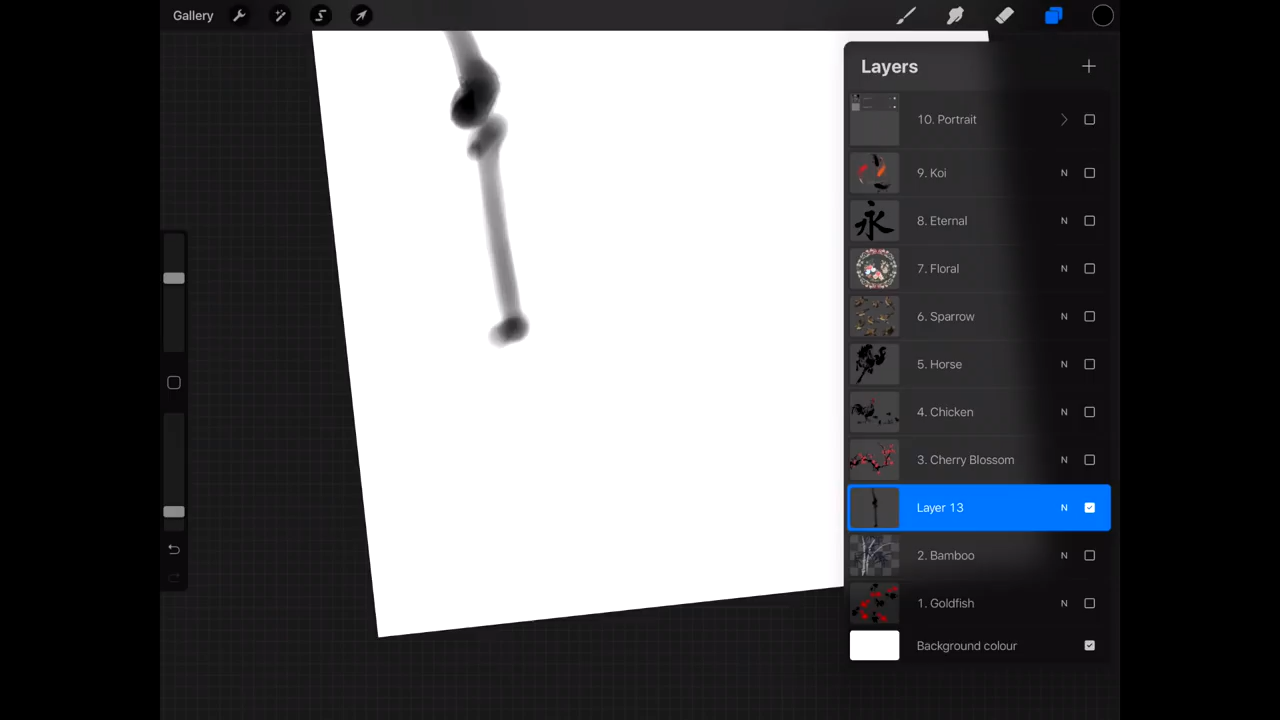 Gallery
Layers
10. Portrait
9. Koi N
永 8. Eternal N
7. Floral N
6. Sparrow N
5. Horse N
4. Chicken N
3. Cherry Blossom N
Layer 13 N
2. Bamboo N
1. Goldfish N
Background colour